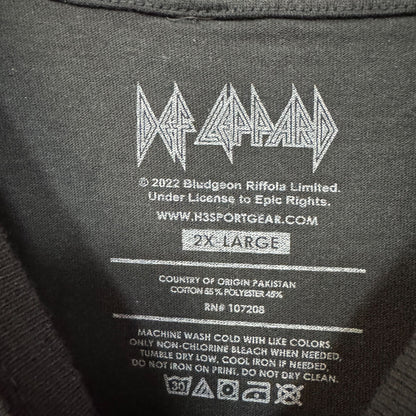 DEF LEPPARD
© 2022 Bludgeon Riffola Limited.
Under License to Epic Rights.
WWW.H3SPORTGEAR.COM
2X LARGE
COUNTRY OF ORIGIN PAKISTAN
COTTON 55 % POLYESTER 45%
RN# 107208
MACHINE WASH COLD WITH LIKE COLORS.
ONLY NON-CHLORINE BLEACH WHEN NEEDED,
TUMBLE DRY LOW, COOL IRON IF NEEDED,
DO NOT IRON ON PRINT, DO NOT DRY CLEAN.
30